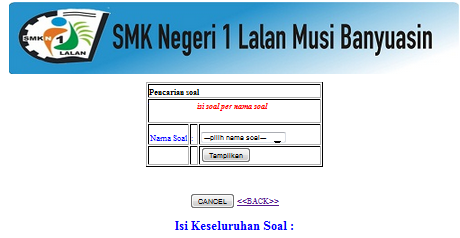 SMKN 1
LALAN
SMK Negeri 1 Lalan Musi Banyuasin
Pencarian soal
isi soal per nama soal
Nama Soal : --pilih nama soal--
Tampilkan
CANCEL <<BACK>>
Isi Keseluruhan Soal :